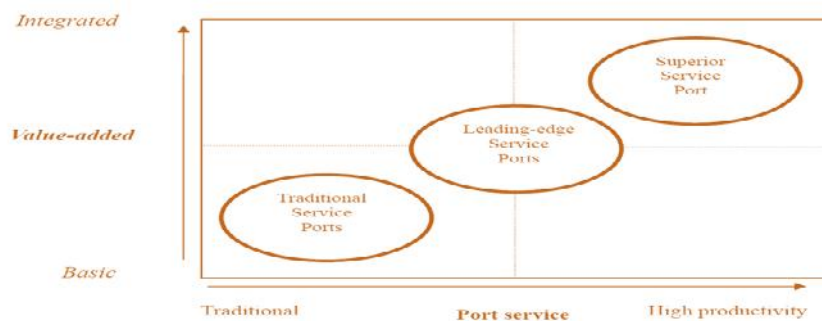 Integrated
Superior
Service
Port
Value-added
Leading-edge
Service
Ports
Traditional
Service
Ports
Basic
Traditional
Port service
High productivity